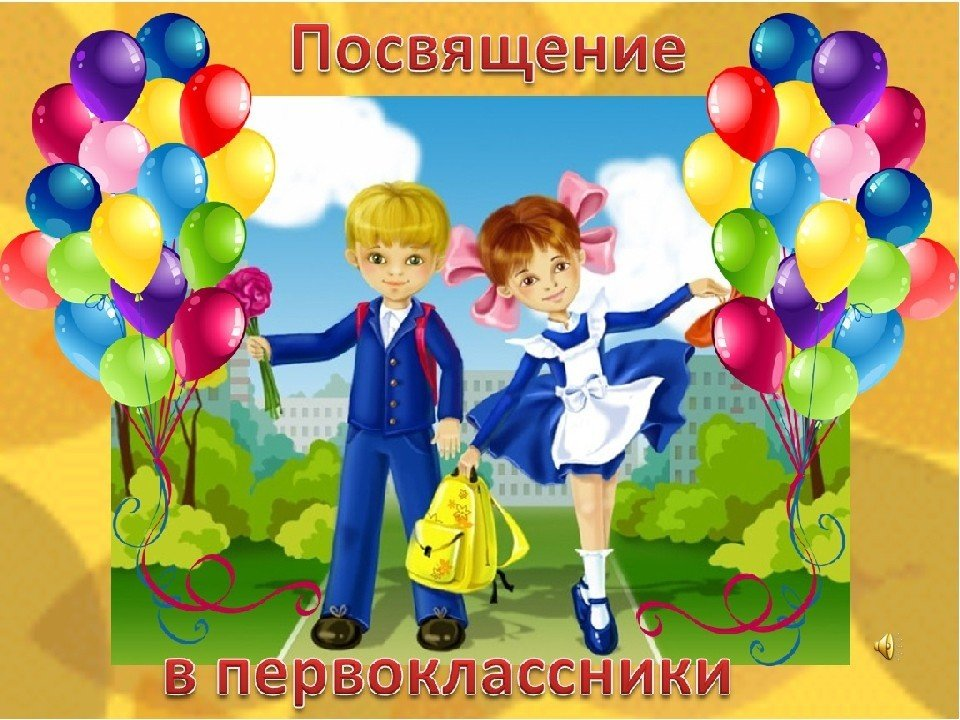 Посвящение
в первоклассники